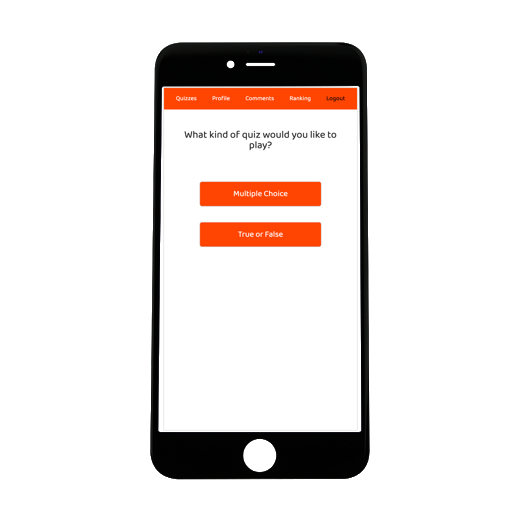 Quizzes Profile Comments Ranking Logout
What kind of quiz would you like to
play?
Multiple Choice
True or False